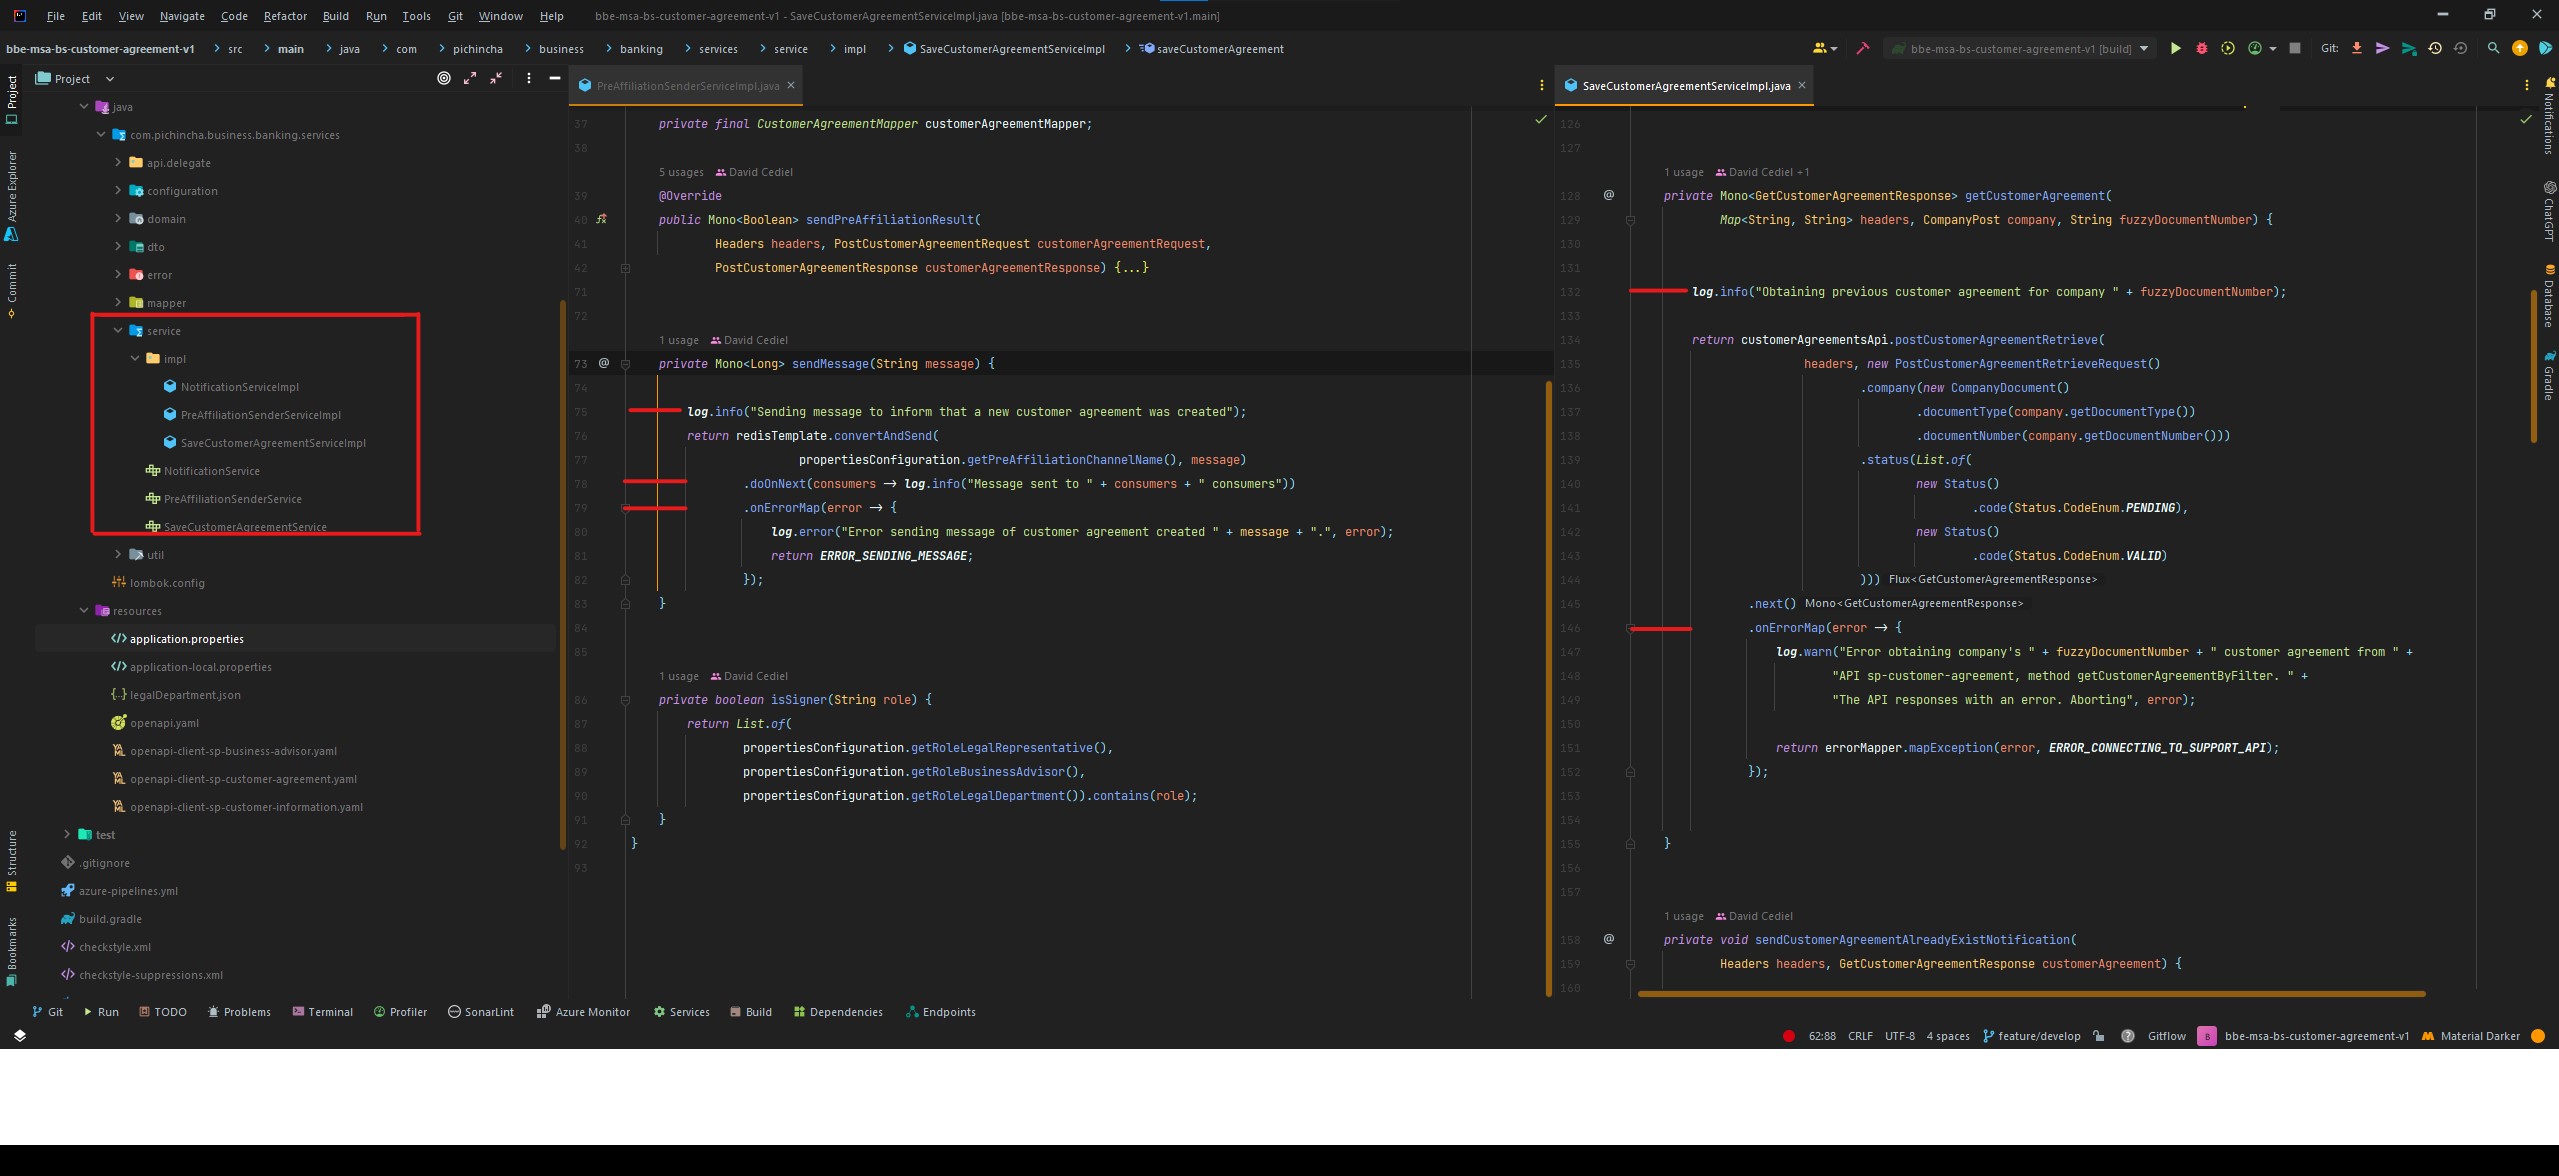 File Edit View Navigate Code Refactor Build Run Tools Git Window Help bbe-msa-bs-customer-agreement-v1 - SaveCustomerAgreementServiceImpl.java [bbe-msa-bs-customer-agreement-v1.main]
bbe-msa-bs-customer-agreement-v1 src main java com pichincha business banking services service impl SaveCustomerAgreementServiceImpl saveCustomerAgreement bbe-msa-bs-customer-agreement-v1 [build] Git:
Project
Azure Explorer
Commit
Structure
Bookmarks
Project
java
com.pichincha.business.banking.services
api.delegate
configuration
domain
dto
error
mapper
service
impl
NotificationServiceImpl
PreAffiliationSenderServiceImpl
SaveCustomerAgreementServiceImpl
NotificationService
PreAffiliationSenderService
SaveCustomerAgreementService
util
lombok.config
resources
application.properties
application-local.properties
legalDepartment.json
openapi.yaml
openapi-client-sp-business-advisor.yaml
openapi-client-sp-customer-agreement.yaml
openapi-client-sp-customer-information.yaml
test
.gitignore
azure-pipelines.yml
build.gradle
checkstyle.xml
checkstyle-suppressions.xml
PreAffiliationSenderServiceImpl.java
37 private final CustomerAgreementMapper customerAgreementMapper;
38
5 usages David Cediel
39 @Override
40 public Mono<Boolean> sendPreAffiliationResult(
41 Headers headers, PostCustomerAgreementRequest customerAgreementRequest,
42 PostCustomerAgreementResponse customerAgreementResponse) {...}
71
72
1 usage David Cediel
73 @ private Mono<Long> sendMessage(String message) {
74
75 log.info("Sending message to inform that a new customer agreement was created");
76 return redisTemplate.convertAndSend(
77 propertiesConfiguration.getPreAffiliationChannelName(), message)
78 .doOnNext(consumers → log.info("Message sent to " + consumers + " consumers"))
79 .onErrorMap(error → {
80 log.error("Error sending message of customer agreement created " + message + ".", error);
81 return ERROR_SENDING_MESSAGE;
82 });
83 }
84
85
1 usage David Cediel
86 private boolean isSigner(String role) {
87 return List.of(
88 propertiesConfiguration.getRoleLegalRepresentative(),
89 propertiesConfiguration.getRoleBusinessAdvisor(),
90 propertiesConfiguration.getRoleLegalDepartment()).contains(role);
91 }
92 }
93
SaveCustomerAgreementServiceImpl.java
126
127
1 usage David Cediel +1
128 @ private Mono<GetCustomerAgreementResponse> getCustomerAgreement(
129 Map<String, String> headers, CompanyPost company, String fuzzyDocumentNumber) {
130
131
132 log.info("Obtaining previous customer agreement for company " + fuzzyDocumentNumber);
133
134 return customerAgreementsApi.postCustomerAgreementRetrieve(
135 headers, new PostCustomerAgreementRetrieveRequest()
136 .company(new CompanyDocument()
137 .documentType(company.getDocumentType())
138 .documentNumber(company.getDocumentNumber()))
139 .status(List.of(
140 new Status()
141 .code(Status.CodeEnum.PENDING),
142 new Status()
143 .code(Status.CodeEnum.VALID)
144 ))) Flux<GetCustomerAgreementResponse>
145 .next() Mono<GetCustomerAgreementResponse>
146 .onErrorMap(error → {
147 log.warn("Error obtaining company's " + fuzzyDocumentNumber + " customer agreement from " +
148 "API sp-customer-agreement, method getCustomerAgreementByFilter. " +
149 "The API responses with an error. Aborting", error);
150
151 return errorMapper.mapException(error, ERROR_CONNECTING_TO_SUPPORT_API);
152 });
153
154
155 }
156
157
1 usage David Cediel
158 @ private void sendCustomerAgreementAlreadyExistNotification(
159 Headers headers, GetCustomerAgreementResponse customerAgreement) {
160
Notifications
ChatGPT
Database
Gradle
Git Run TODO Problems Terminal Profiler SonarLint Azure Monitor Services Build Dependencies Endpoints
62:88 CRLF UTF-8 4 spaces feature/develop Gitflow B bbe-msa-bs-customer-agreement-v1 Material Darker